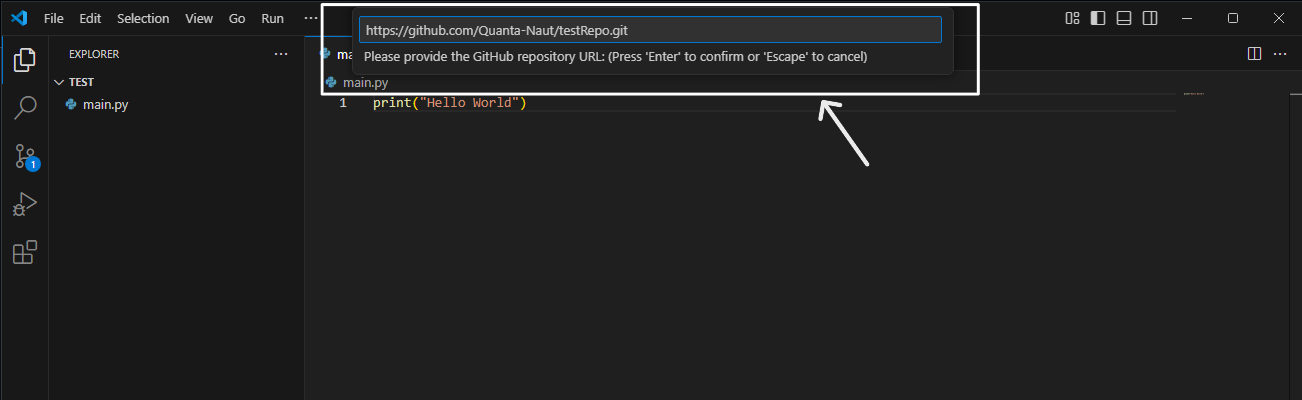 File Edit Selection View Go Run ···
https://github.com/Quanta-Naut/testRepo.git
Please provide the GitHub repository URL: (Press 'Enter' to confirm or 'Escape' to cancel)
EXPLORER ···
TEST
main.py
1
ma
main.py
1 print("Hello World")